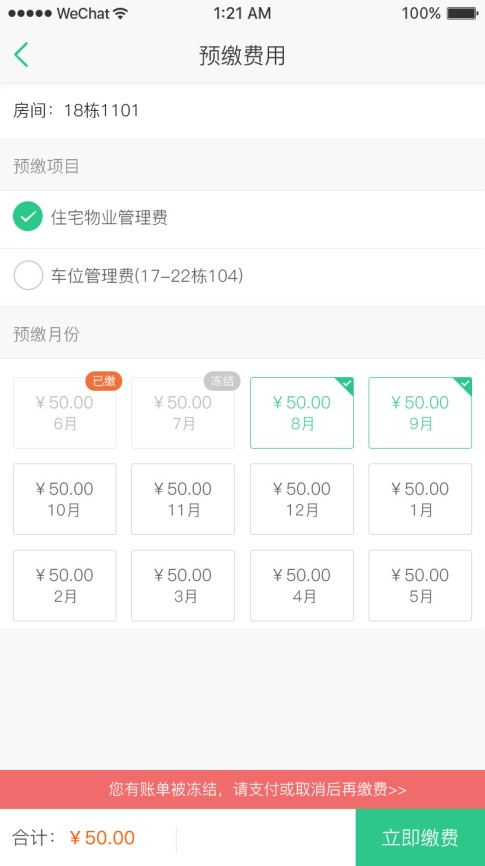 WeChat 1:21 AM 100%
预缴费用
房间：18栋1101
预缴项目
住宅物业管理费
车位管理费(17-22栋104)
预缴月份
已缴 冻结
￥50.00 ￥50.00 ￥50.00 ￥50.00
6月 7月 8月 9月
￥50.00 ￥50.00 ￥50.00 ￥50.00
10月 11月 12月 1月
￥50.00 ￥50.00 ￥50.00 ￥50.00
2月 3月 4月 5月
您有账单被冻结，请支付或取消后再缴费>>
合计：￥50.00 立即缴费